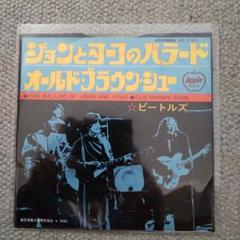 ジョンとヨーコのバラード
オールド・ブラウン・シュー
Apple
●THE BALLAD OF JOHN AND YOKO ●OLD BROWN SHOE
☆ビートルズ